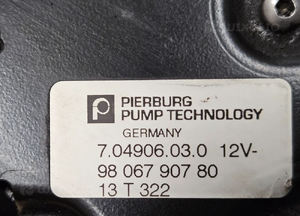 PIERBURG
PUMP TECHNOLOGY
GERMANY
7.04906.03.0 12V-
98 067 907 80
13 T 322